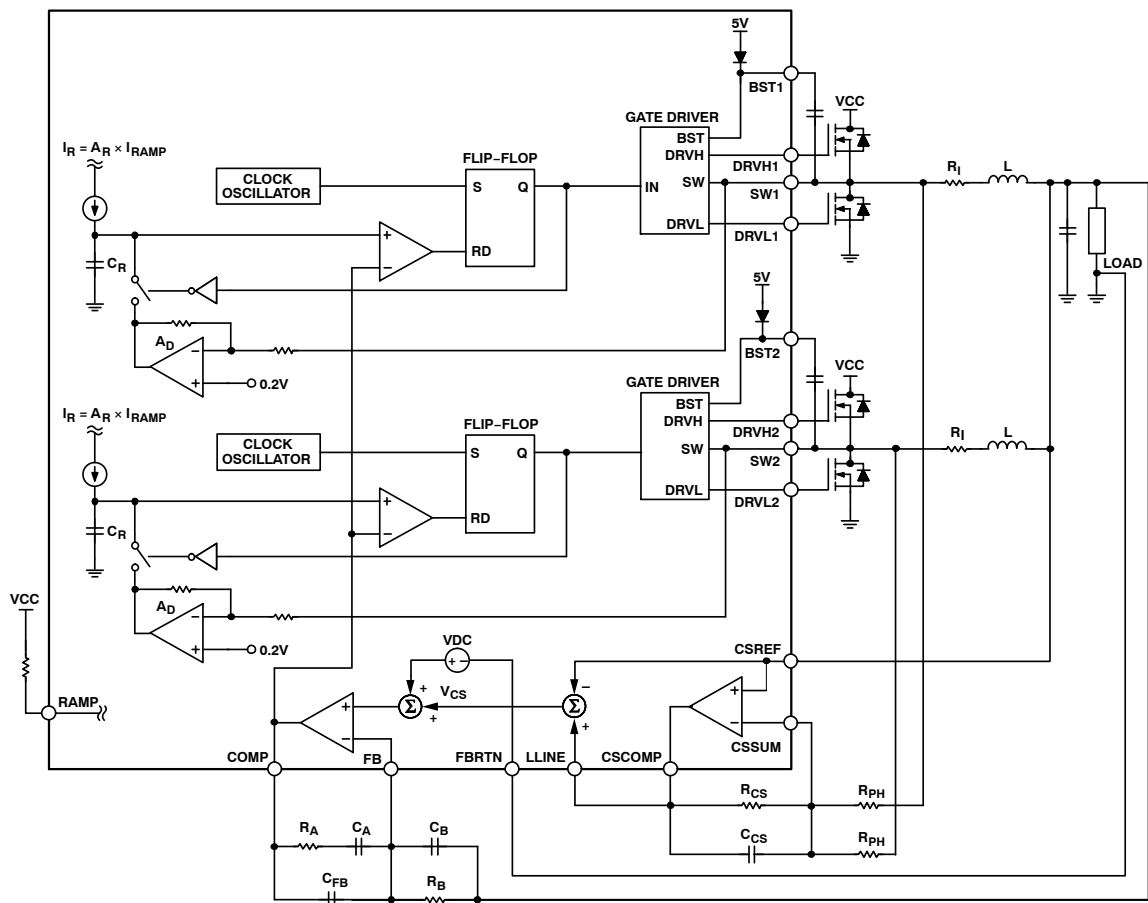 5V
BST1
VCC
GATE DRIVER
BST
DRVH
DRVH1
IN
SW
SW1
DRVL
DRVL1
I_R = A_R × I_RAMP
CLOCK
OSCILLATOR
FLIP–FLOP
S
Q
RD
+
–
C_R
A_D
–
+
0.2V
R_I
L
LOAD
5V
BST2
VCC
GATE DRIVER
BST
DRVH
DRVH2
SW
SW2
DRVL
DRVL2
I_R = A_R × I_RAMP
CLOCK
OSCILLATOR
FLIP–FLOP
S
Q
RD
+
–
C_R
A_D
–
+
0.2V
R_I
L
VCC
RAMP
VDC
+ –
CSREF
+
V_CS
+
Σ
–
Σ
+
+
–
+
–
CSSUM
COMP
FB
FBRTN
LLINE
CSCOMP
R_CS
R_PH
C_CS
R_PH
R_A
C_A
C_B
C_FB
R_B